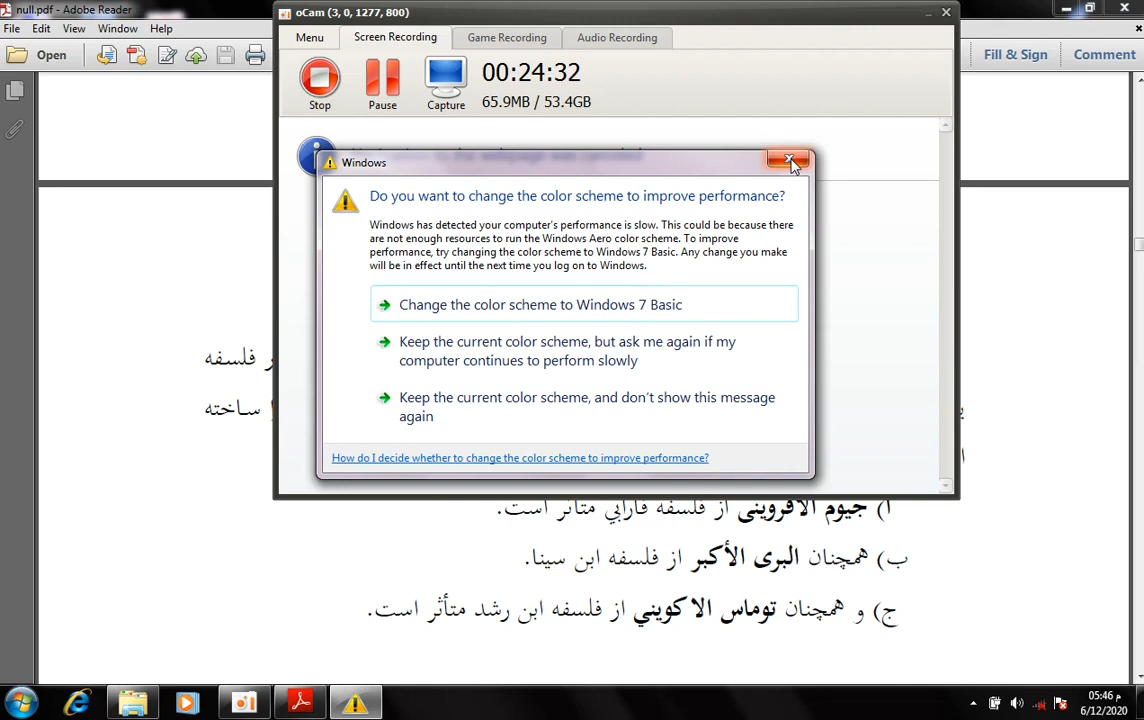 null.pdf - Adobe Reader
File Edit View Window Help
Open
Fill & Sign
Comment
oCam (3, 0, 1277, 800)
Menu
Screen Recording
Game Recording
Audio Recording
Stop
Pause
Capture
00:24:32
65.9MB / 53.4GB
Windows
Do you want to change the color scheme to improve performance?
Windows has detected your computer's performance is slow. This could be because there
are not enough resources to run the Windows Aero color scheme. To improve
performance, try changing the color scheme to Windows 7 Basic. Any change you make
will be in effect until the next time you log on to Windows.
Change the color scheme to Windows 7 Basic
Keep the current color scheme, but ask me again if my
computer continues to perform slowly
Keep the current color scheme, and don't show this message
again
How do I decide whether to change the color scheme to improve performance?
فلسفه
ساخته
ا) جيوم الافرويني از فلسفه فارابي متأثر است.
ب) همچنان البرى الأكبر از فلسفه ابن سينا.
ج) و همچنان توماس الاكويني از فلسفه ابن رشد متأثر است.
05:46 م
6/12/2020